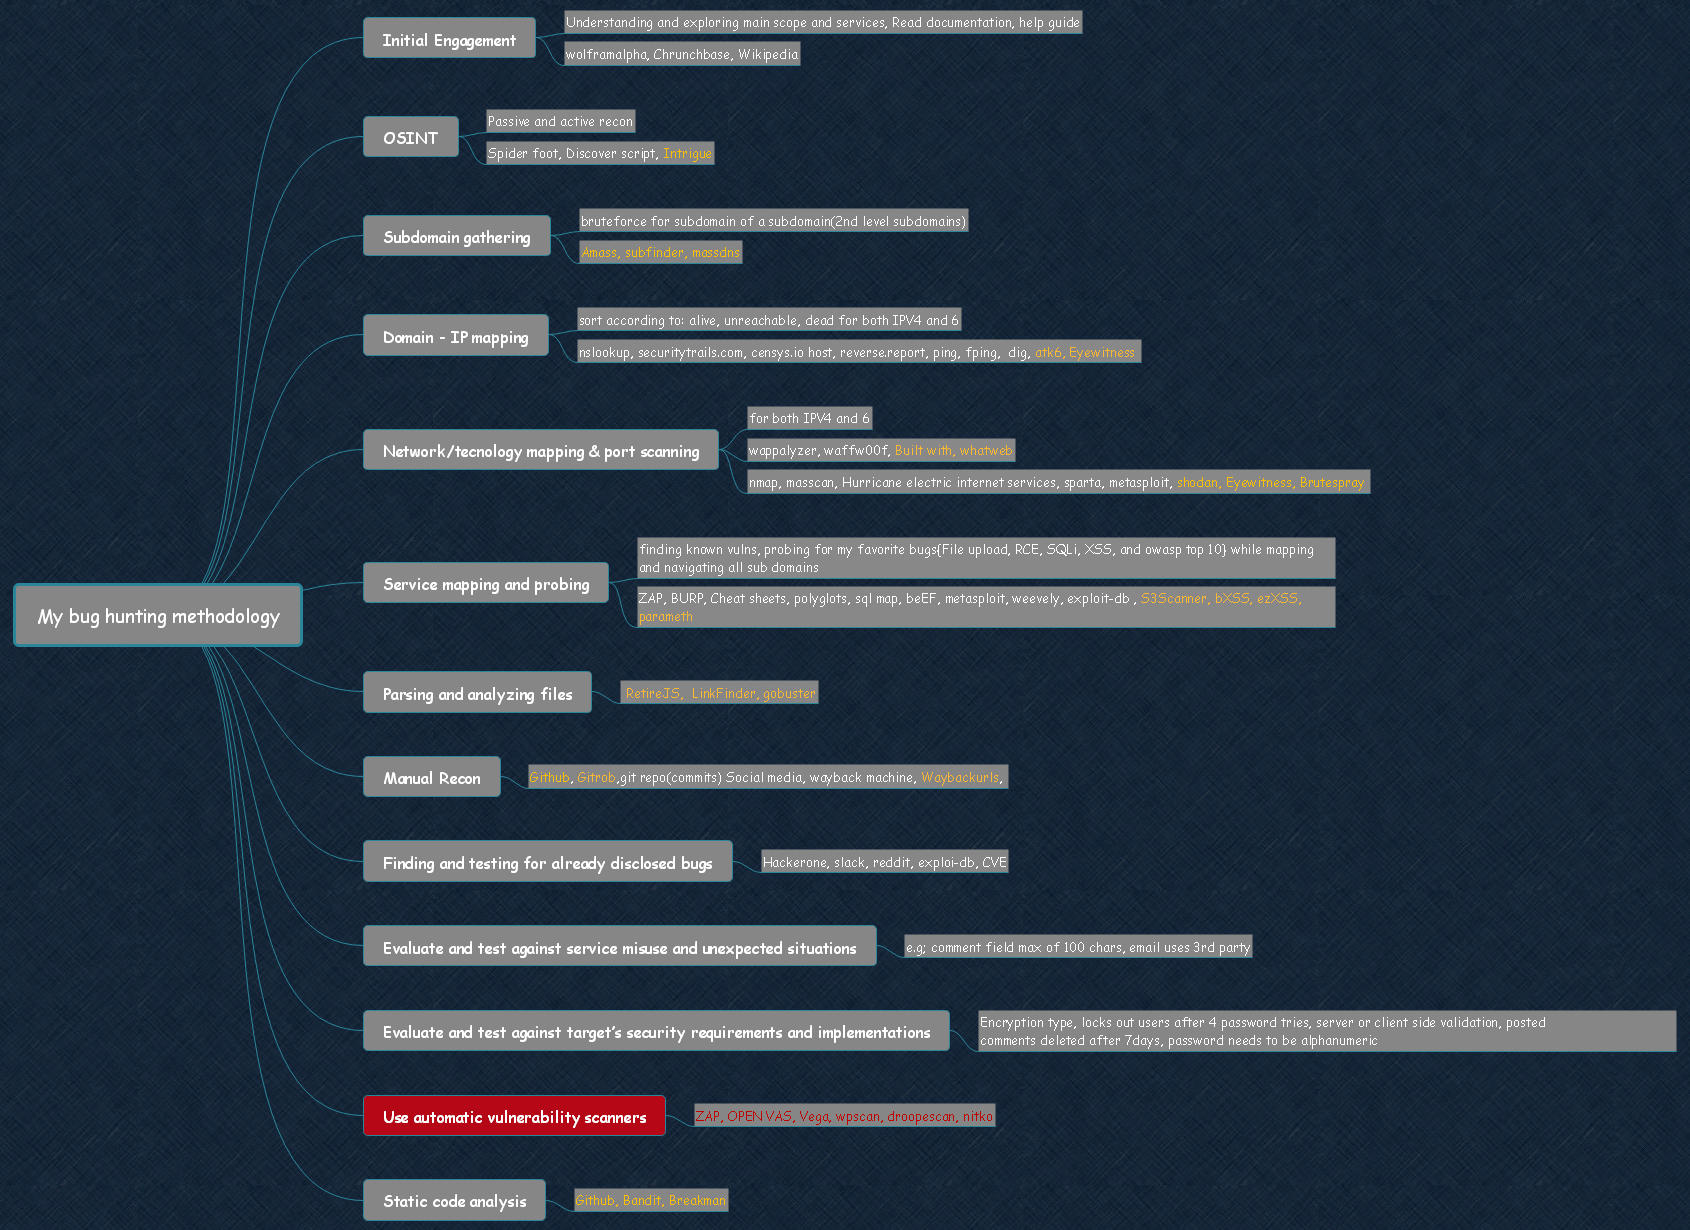 My bug hunting methodology
Initial Engagement
Understanding and exploring main scope and services, Read documentation, help guide
wolframalpha, Chrunchbase, Wikipedia
OSINT
Passive and active recon
Spider foot, Discover script, Intrigue
Subdomain gathering
bruteforce for subdomain of a subdomain(2nd level subdomains)
Amass, subfinder, massdns
Domain - IP mapping
sort according to: alive, unreachable, dead for both IPV4 and 6
nslookup, securitytrails.com, censys.io host, reverse.report, ping, fping, dig, atk6, Eyewitness
Network/tecnology mapping & port scanning
for both IPV4 and 6
wappalyzer, waffw00f, Built with, whatweb
nmap, masscan, Hurricane electric internet services, sparta, metasploit, shodan, Eyewitness, Brutespray
Service mapping and probing
finding known vulns, probing for my favorite bugs{File upload, RCE, SQLi, XSS, and owasp top 10} while mapping
and navigating all sub domains
ZAP, BURP, Cheat sheets, polyglots, sql map, beEF, metasploit, weevely, exploit-db , S3Scanner, bXSS, ezXSS,
parameth
Parsing and analyzing files
RetireJS, LinkFinder, gobuster
Manual Recon
Github, Gitrob,git repo(commits) Social media, wayback machine, Waybackurls,
Finding and testing for already disclosed bugs
Hackerone, slack, reddit, exploi-db, CVE
Evaluate and test against service misuse and unexpected situations
e.g; comment field max of 100 chars, email uses 3rd party
Evaluate and test against target's security requirements and implementations
Encryption type, locks out users after 4 password tries, server or client side validation, posted
comments deleted after 7days, password needs to be alphanumeric
Use automatic vulnerability scanners
ZAP, OPENVAS, Vega, wpscan, droopescan, nitko
Static code analysis
Github, Bandit, Breakman